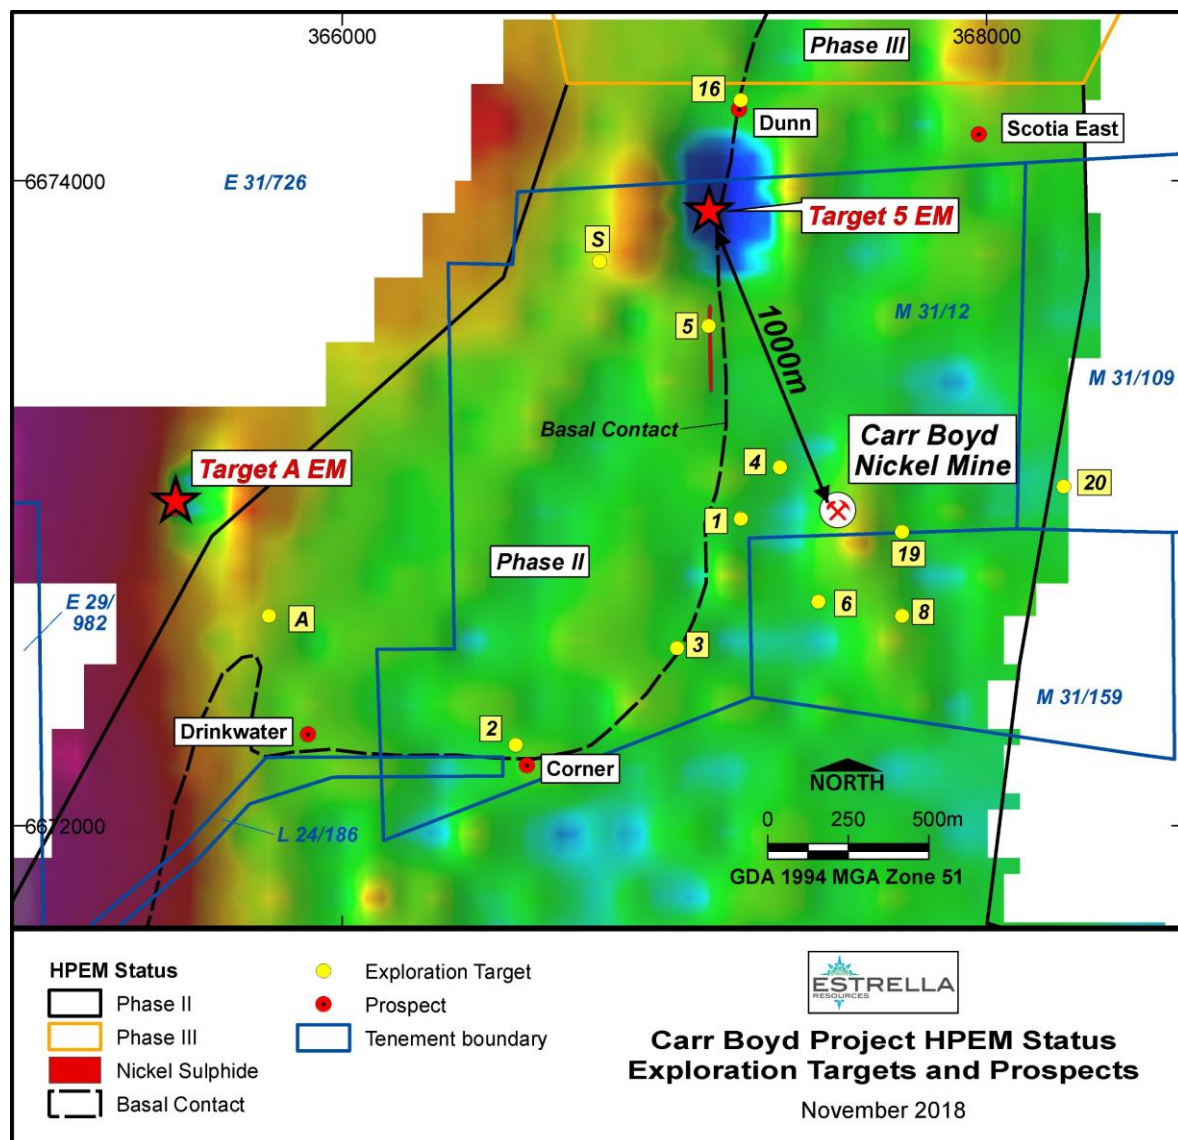 366000
368000
Phase III
16
Dunn
Scotia East
6674000
E 31/726
Target 5 EM
S
5
M 31/12
1000m
M 31/109
Basal Contact
Carr Boyd
Nickel Mine
Target A EM
4
20
1
19
Phase II
E 29/
982
A
6
8
3
M 31/159
Drinkwater
2
Corner
NORTH
6672000
L 24/186
0 250 500m
GDA 1994 MGA Zone 51
HPEM Status
Phase II
Phase III
Nickel Sulphide
Basal Contact
Exploration Target
Prospect
Tenement boundary
ESTRELLA
RESOURCES
Carr Boyd Project HPEM Status
Exploration Targets and Prospects
November 2018